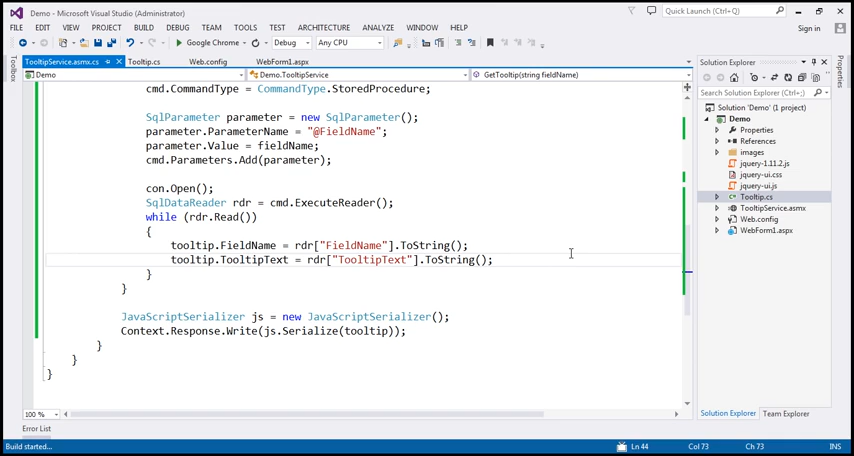 Demo - Microsoft Visual Studio (Administrator)
Quick Launch (Ctrl+Q)
FILE EDIT VIEW PROJECT BUILD DEBUG TEAM TOOLS TEST ARCHITECTURE ANALYZE WINDOW HELP
Sign in
Google Chrome Debug Any CPU
Toolbox
TooltipService.asmx.cs Tooltip.cs Web.config WebForm1.aspx
Demo Demo.TooltipService GetTooltip(string fieldName)
cmd.CommandType = CommandType.StoredProcedure;
SqlParameter parameter = new SqlParameter();
parameter.ParameterName = "@FieldName";
parameter.Value = fieldName;
cmd.Parameters.Add(parameter);
con.Open();
SqlDataReader rdr = cmd.ExecuteReader();
while (rdr.Read())
{
tooltip.FieldName = rdr["FieldName"].ToString();
tooltip.TooltipText = rdr["TooltipText"].ToString();
}
}
JavaScriptSerializer js = new JavaScriptSerializer();
Context.Response.Write(js.Serialize(tooltip));
}
}
}
100 %
Error List
Solution Explorer
Search Solution Explorer (Ctrl+;)
Solution 'Demo' (1 project)
Demo
Properties
References
images
jquery-1.11.2.js
jquery-ui.css
jquery-ui.js
Tooltip.cs
TooltipService.asmx
Web.config
WebForm1.aspx
Solution Explorer Team Explorer
Properties
Build started...
Ln 44 Col 73 Ch 73 INS